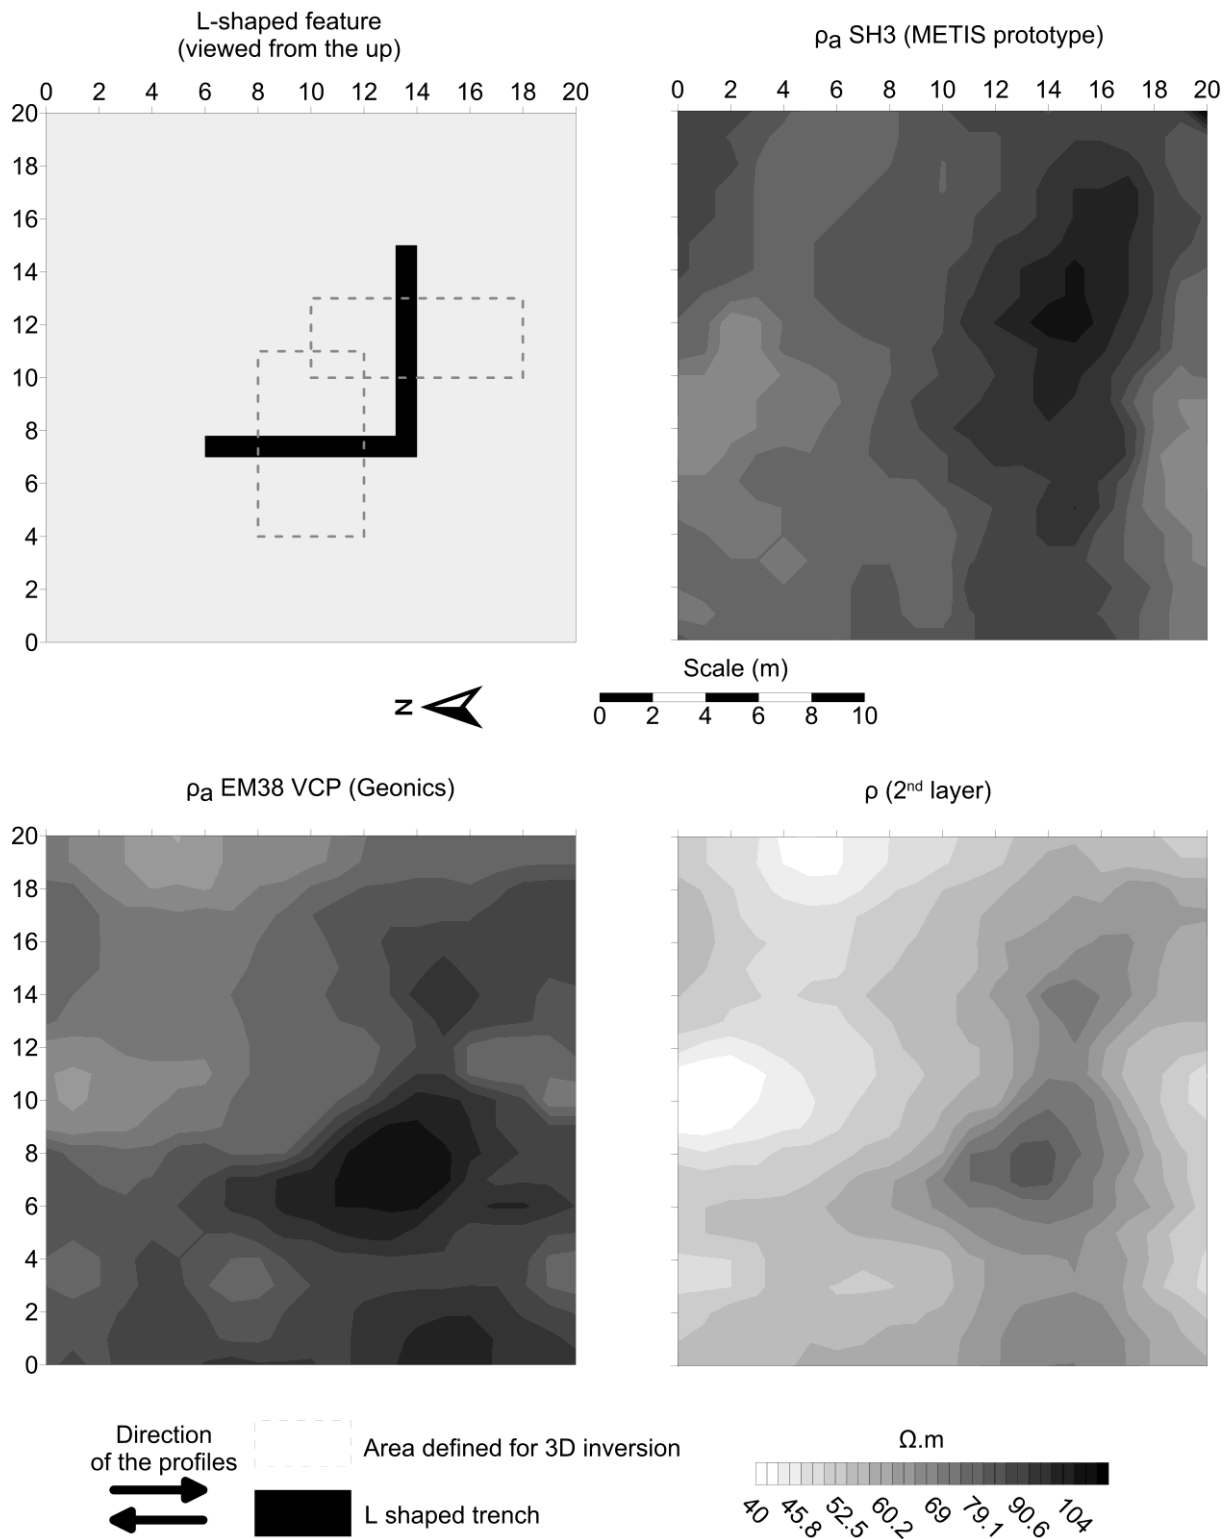 L-shaped feature
(viewed from the up)
ρa SH3 (METIS prototype)
0 2 4 6 8 10 12 14 16 18 20
0 2 4 6 8 10 12 14 16 18 20
20
18
16
14
12
10
8
6
4
2
0
N
Scale (m)
0 2 4 6 8 10
ρa EM38 VCP (Geonics)
ρ (2nd layer)
20
18
16
14
12
10
8
6
4
2
0
Direction
of the profiles
Area defined for 3D inversion
L shaped trench
Ω.m
40 45.8 52.5 60.2 69 79.1 90.6 104